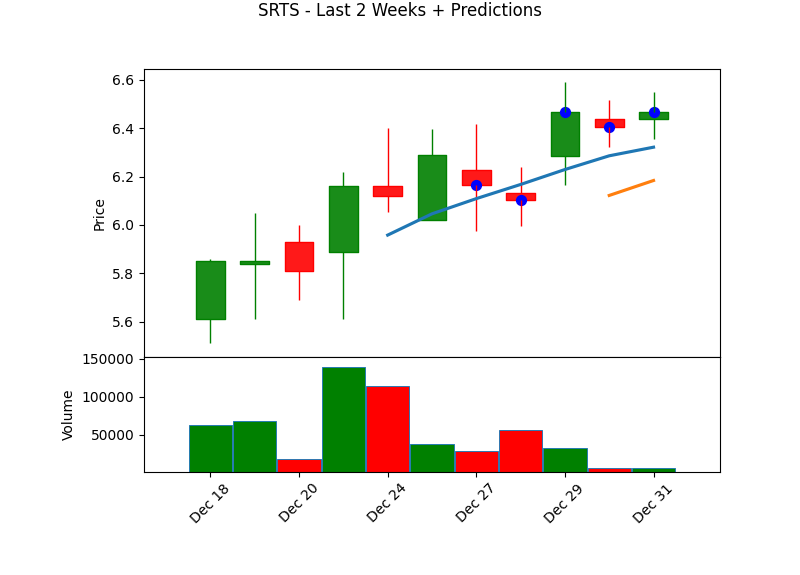 SRTS - Last 2 Weeks + Predictions
6.6
6.4
6.2
6.0
5.8
5.6
Price
150000
100000
50000
Volume
Dec 18
Dec 20
Dec 24
Dec 27
Dec 29
Dec 31